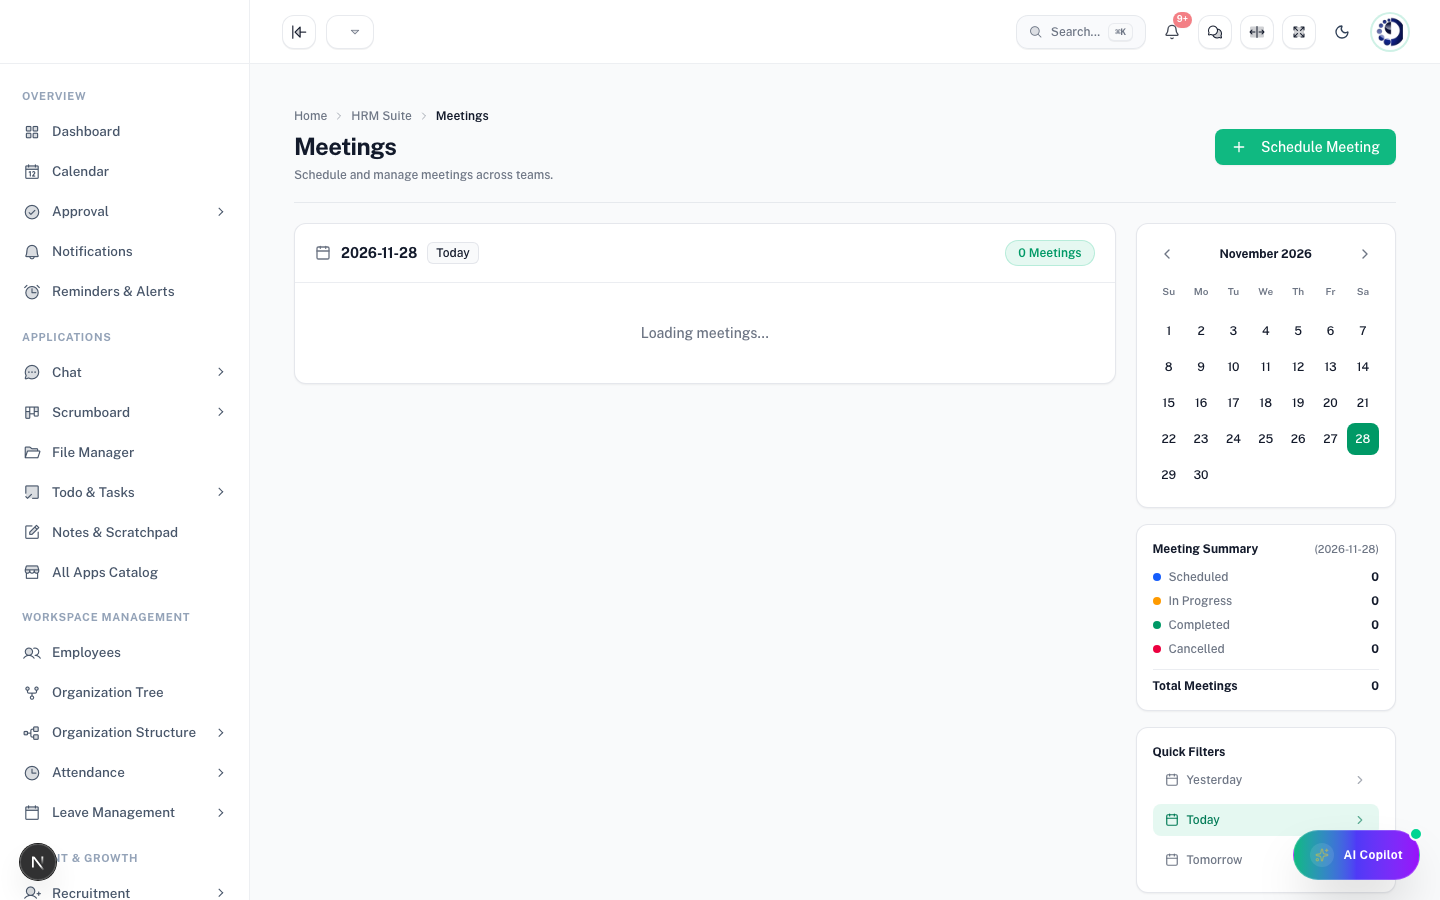 Search...
⌘K
9+
OVERVIEW
Dashboard
Calendar
Approval
Notifications
Reminders & Alerts
APPLICATIONS
Chat
Scrumboard
File Manager
Todo & Tasks
Notes & Scratchpad
All Apps Catalog
WORKSPACE MANAGEMENT
Employees
Organization Tree
Organization Structure
Attendance
Leave Management
NT & GROWTH
Recruitment
N
Home
HRM Suite
Meetings
Meetings
Schedule and manage meetings across teams.
Schedule Meeting
2026-11-28
Today
0 Meetings
Loading meetings...
November 2026
Su Mo Tu We Th Fr Sa
1 2 3 4 5 6 7
8 9 10 11 12 13 14
15 16 17 18 19 20 21
22 23 24 25 26 27 28
29 30
Meeting Summary (2026-11-28)
Scheduled 0
In Progress 0
Completed 0
Cancelled 0
Total Meetings 0
Quick Filters
Yesterday
Today
Tomorrow
AI Copilot